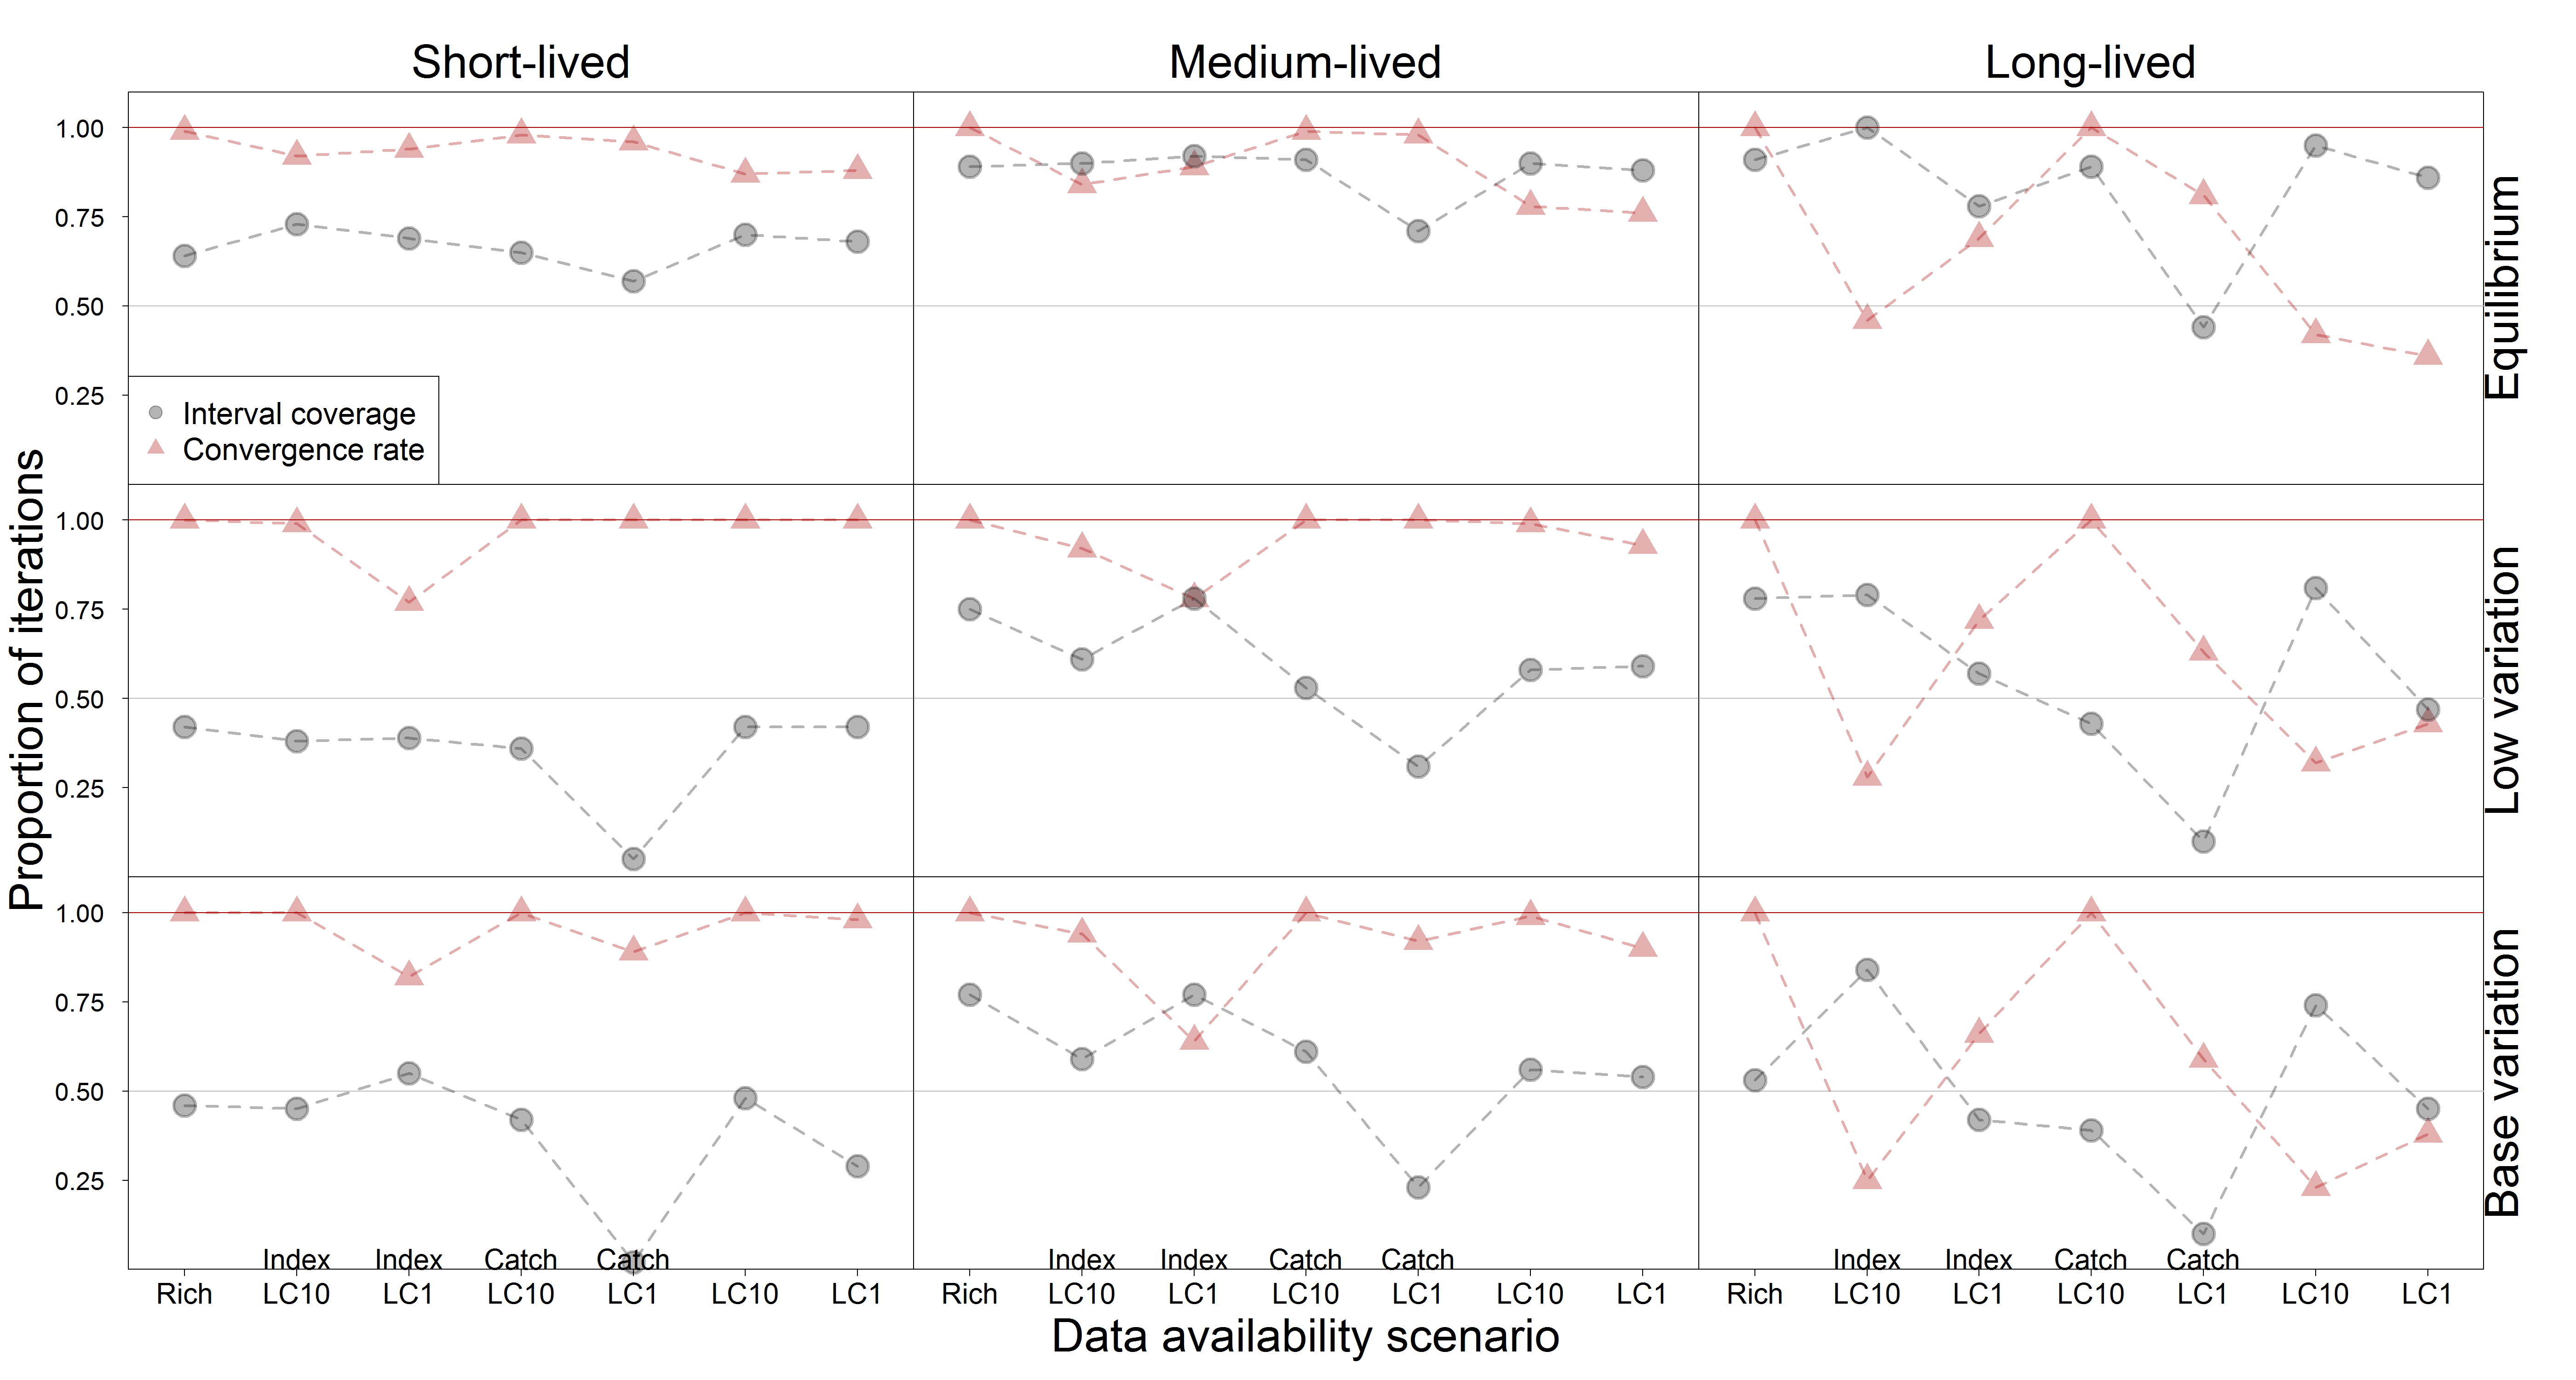 Short-lived Medium-lived Long-lived
1.00
0.75
0.50
0.25
Interval coverage
Convergence rate
Equilibrium
1.00
0.75
0.50
0.25
Low variation
1.00
0.75
0.50
0.25
Base variation
Proportion of iterations
Index Index Catch Catch Index Index Catch Catch Index Index Catch Catch
Rich LC10 LC1 LC10 LC1 LC10 LC1 Rich LC10 LC1 LC10 LC1 LC10 LC1 Rich LC10 LC1 LC10 LC1 LC10 LC1
Data availability scenario